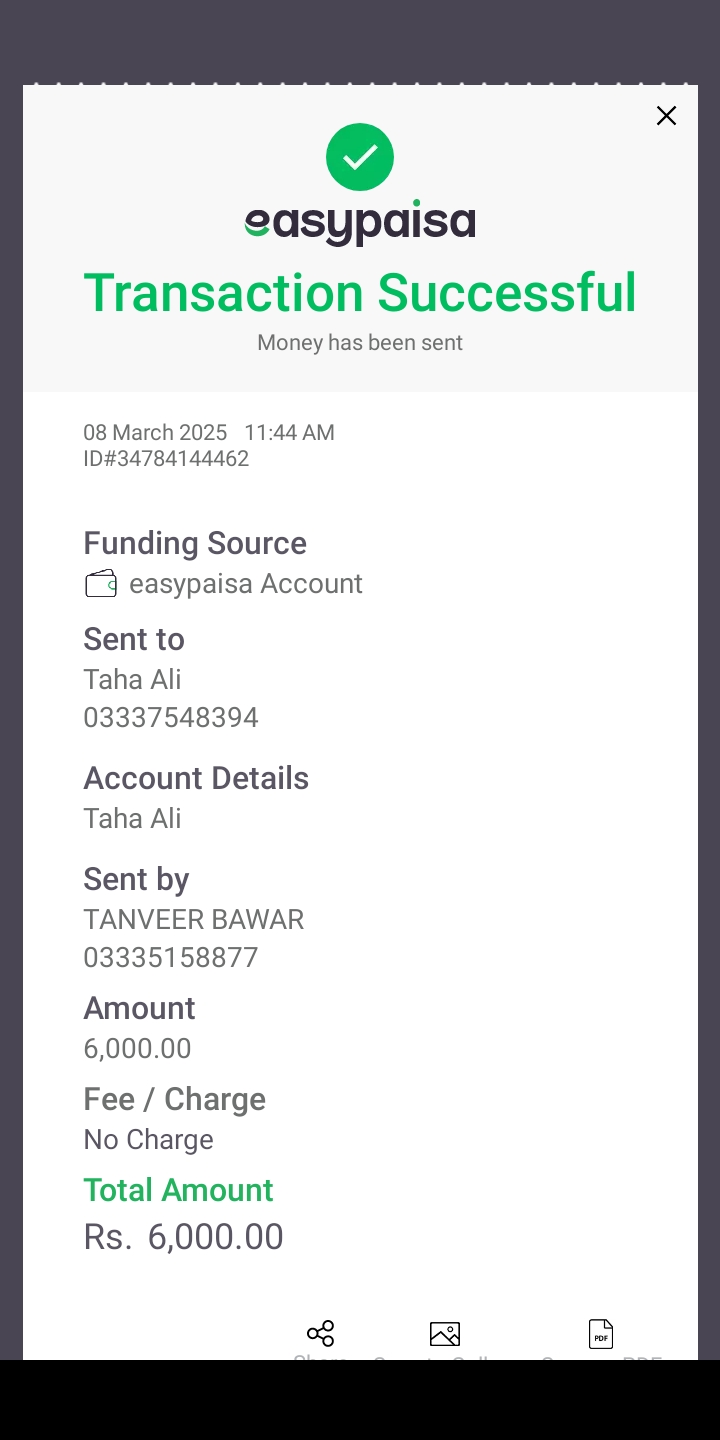 easypaisa
Transaction Successful
Money has been sent
08 March 2025 11:44 AM
ID#34784144462
Funding Source
easypaisa Account
Sent to
Taha Ali
03337548394
Account Details
Taha Ali
Sent by
TANVEER BAWAR
03335158877
Amount
6,000.00
Fee / Charge
No Charge
Total Amount
Rs. 6,000.00
PDF